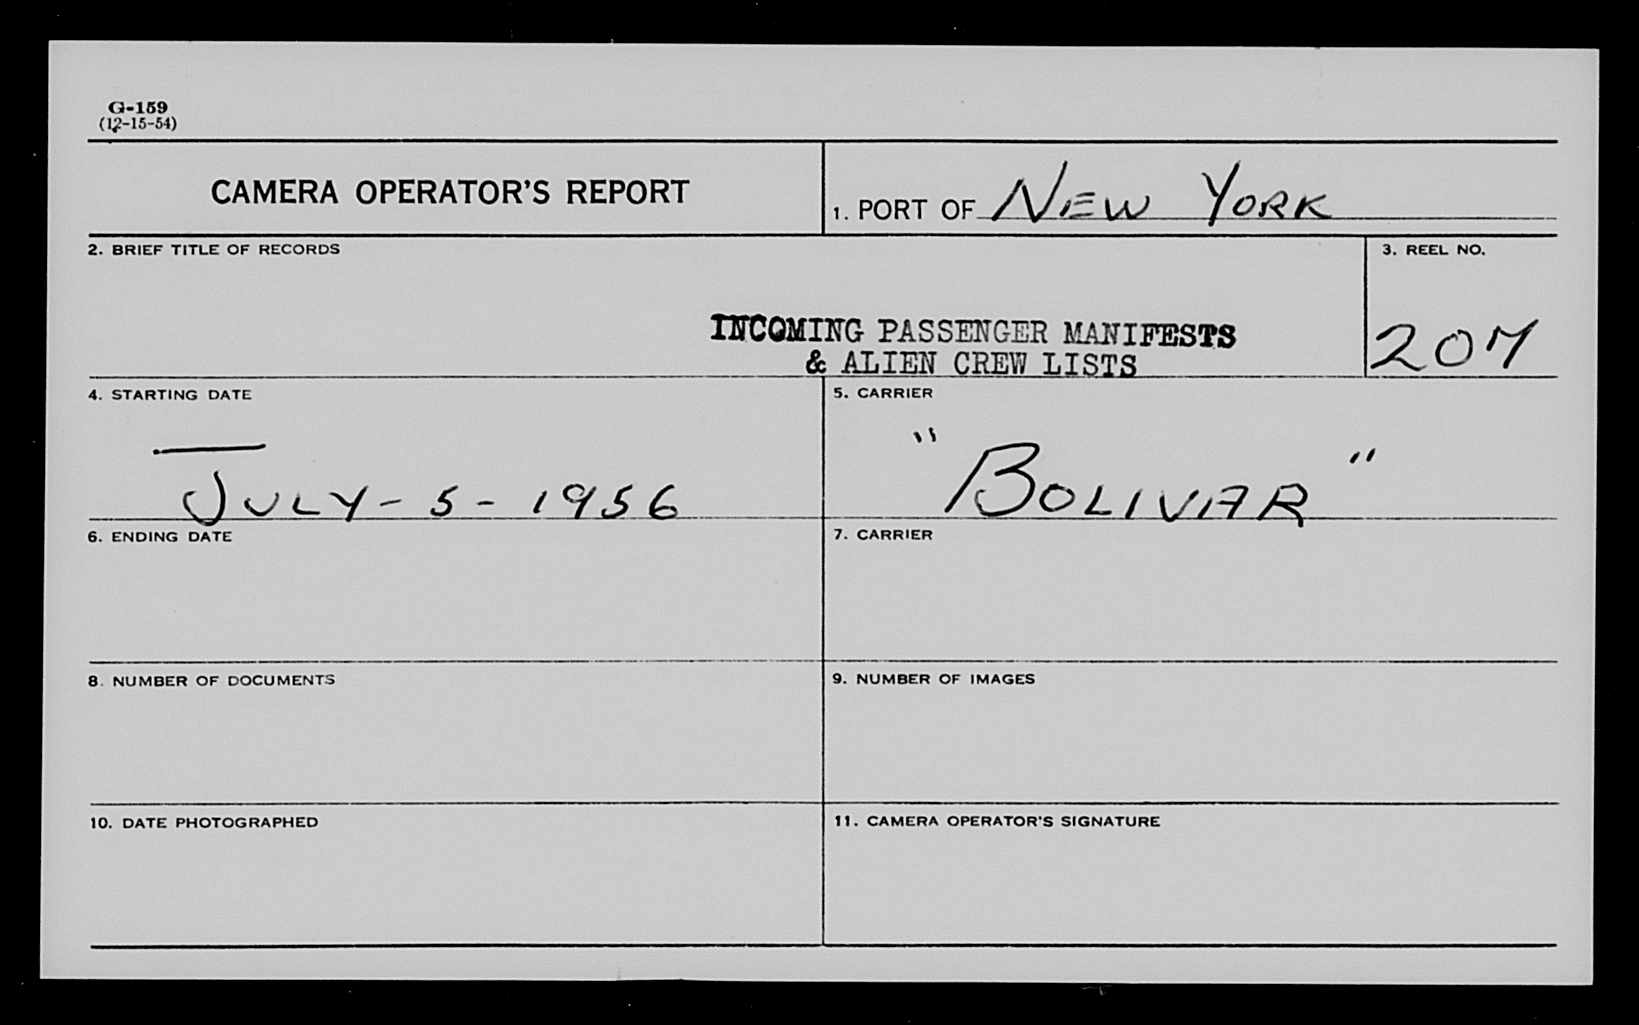 G-159
(12-15-54)
CAMERA OPERATOR'S REPORT
1. PORT OF NEW YORK
2. BRIEF TITLE OF RECORDS
3. REEL NO.
INCOMING PASSENGER MANIFESTS
& ALIEN CREW LISTS
207
4. STARTING DATE
5. CARRIER
JULY-5-1956
"BOLIVAR"
6. ENDING DATE
7. CARRIER
8. NUMBER OF DOCUMENTS
9. NUMBER OF IMAGES
10. DATE PHOTOGRAPHED
11. CAMERA OPERATOR'S SIGNATURE